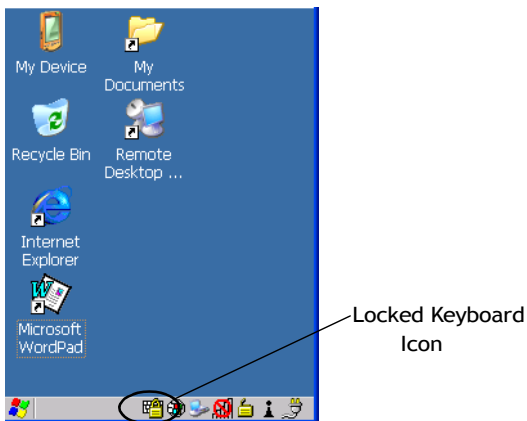 My Device
My
Documents
Recycle Bin
Remote
Desktop ...
Internet
Explorer
Microsoft
WordPad
Locked Keyboard
Icon